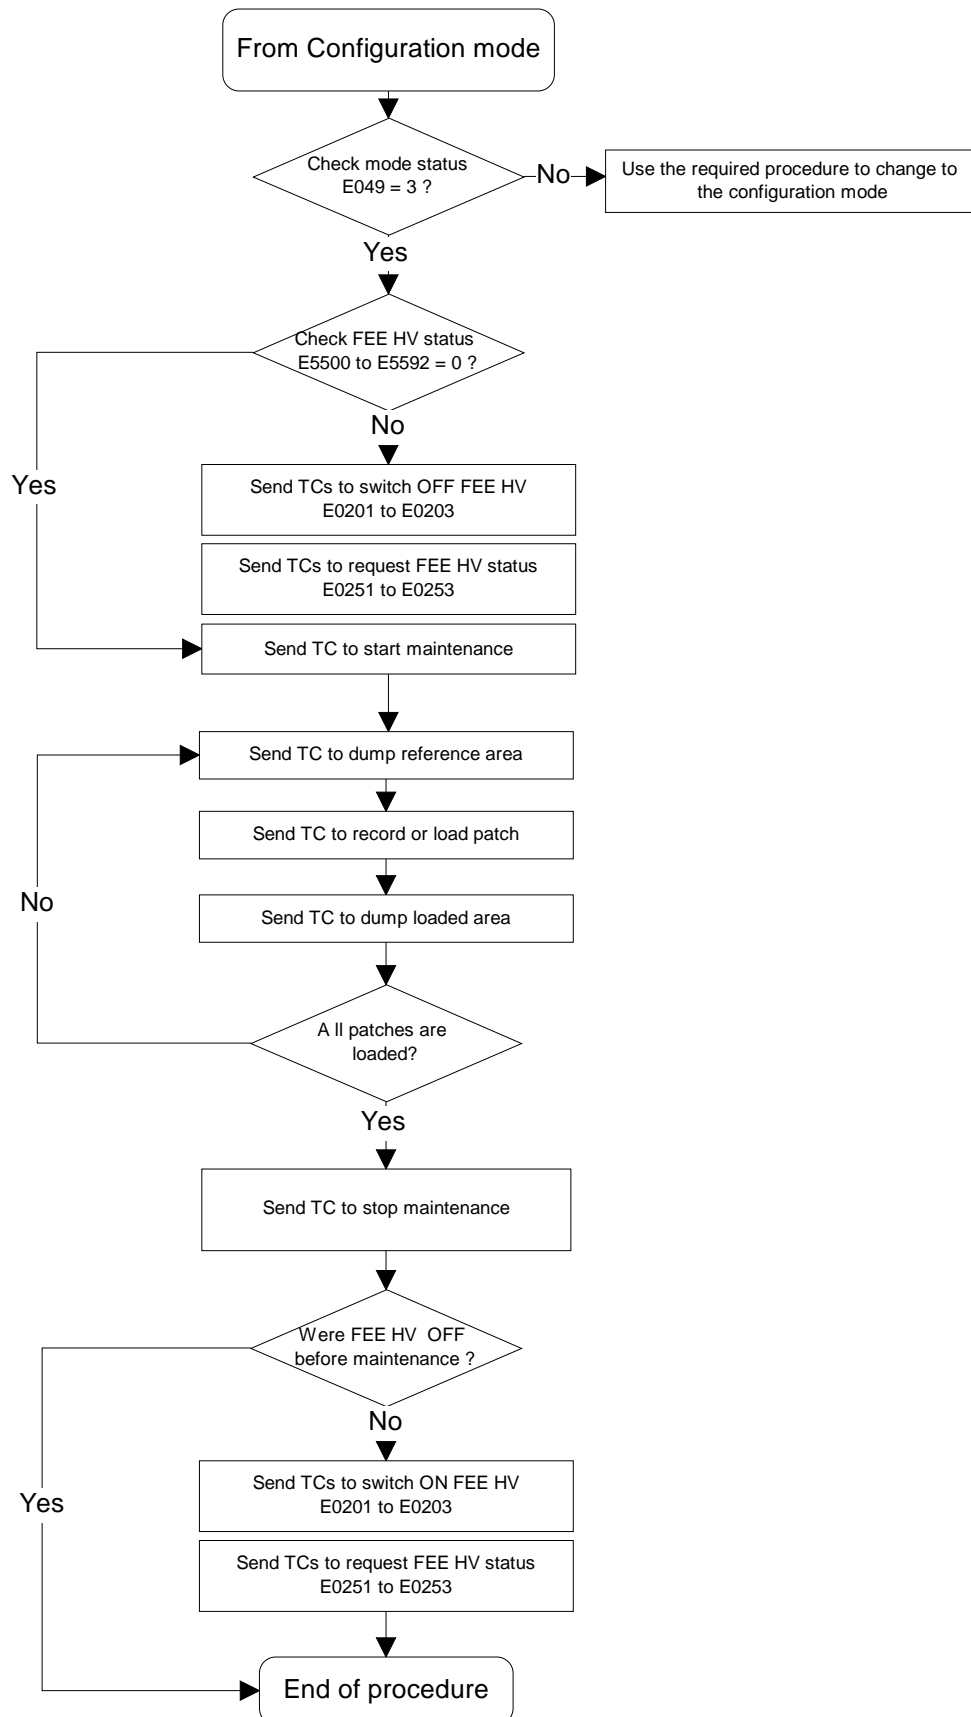 From Configuration mode
Check mode status
E049 = 3 ?
No
Use the required procedure to change to
the configuration mode
Yes
Check FEE HV status
E5500 to E5592 = 0 ?
No
Yes
Send TCs to switch OFF FEE HV
E0201 to E0203
Send TCs to request FEE HV status
E0251 to E0253
Send TC to start maintenance
Send TC to dump reference area
Send TC to record or load patch
No
Send TC to dump loaded area
A ll patches are
loaded?
Yes
Send TC to stop maintenance
Were FEE HV OFF
before maintenance ?
No
Send TCs to switch ON FEE HV
E0201 to E0203
Yes
Send TCs to request FEE HV status
E0251 to E0253
End of procedure